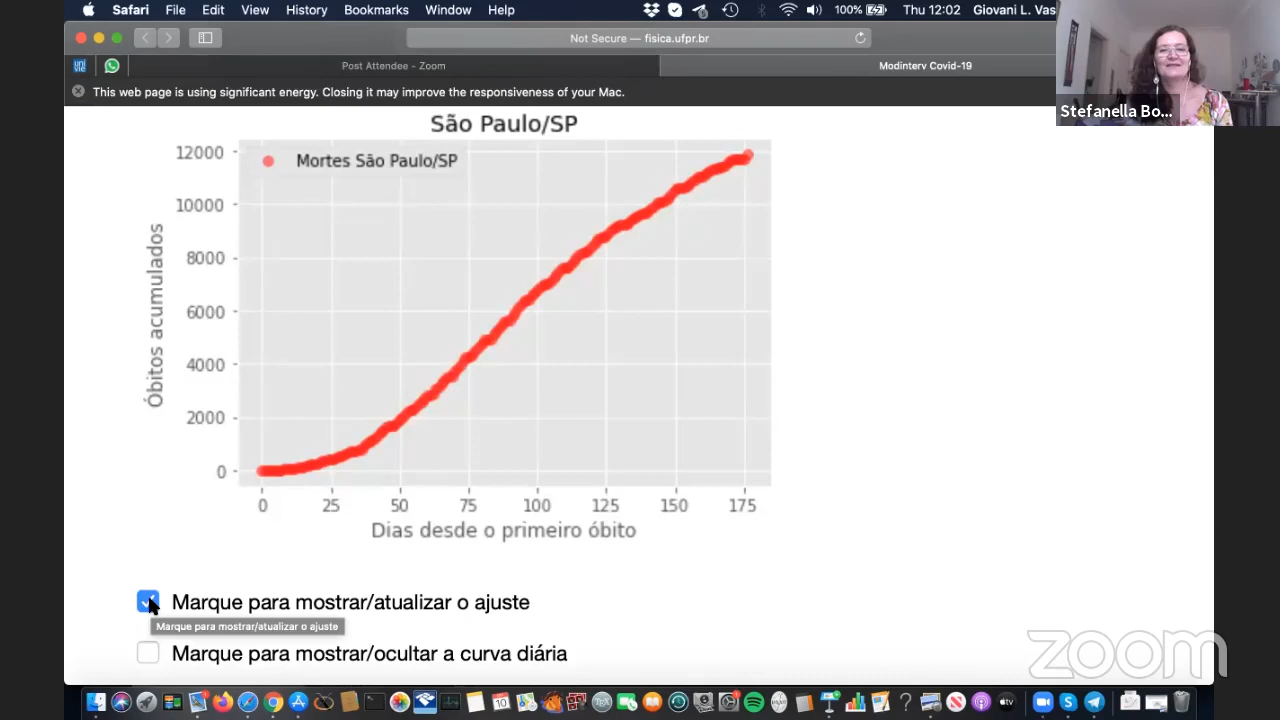 Safari File Edit View History Bookmarks Window Help 100% Thu 12:02 Giovani L. Vas
Not Secure — fisica.ufpr.br
Post Attendee - Zoom
Modinterv Covid-19
This web page is using significant energy. Closing it may improve the responsiveness of your Mac.
Stefanella Bo...
São Paulo/SP
Mortes São Paulo/SP
12000
10000
8000
6000
4000
2000
0
Óbitos acumulados
0 25 50 75 100 125 150 175
Dias desde o primeiro óbito
Marque para mostrar/atualizar o ajuste
Marque para mostrar/atualizar o ajuste
Marque para mostrar/ocultar a curva diária
zoom